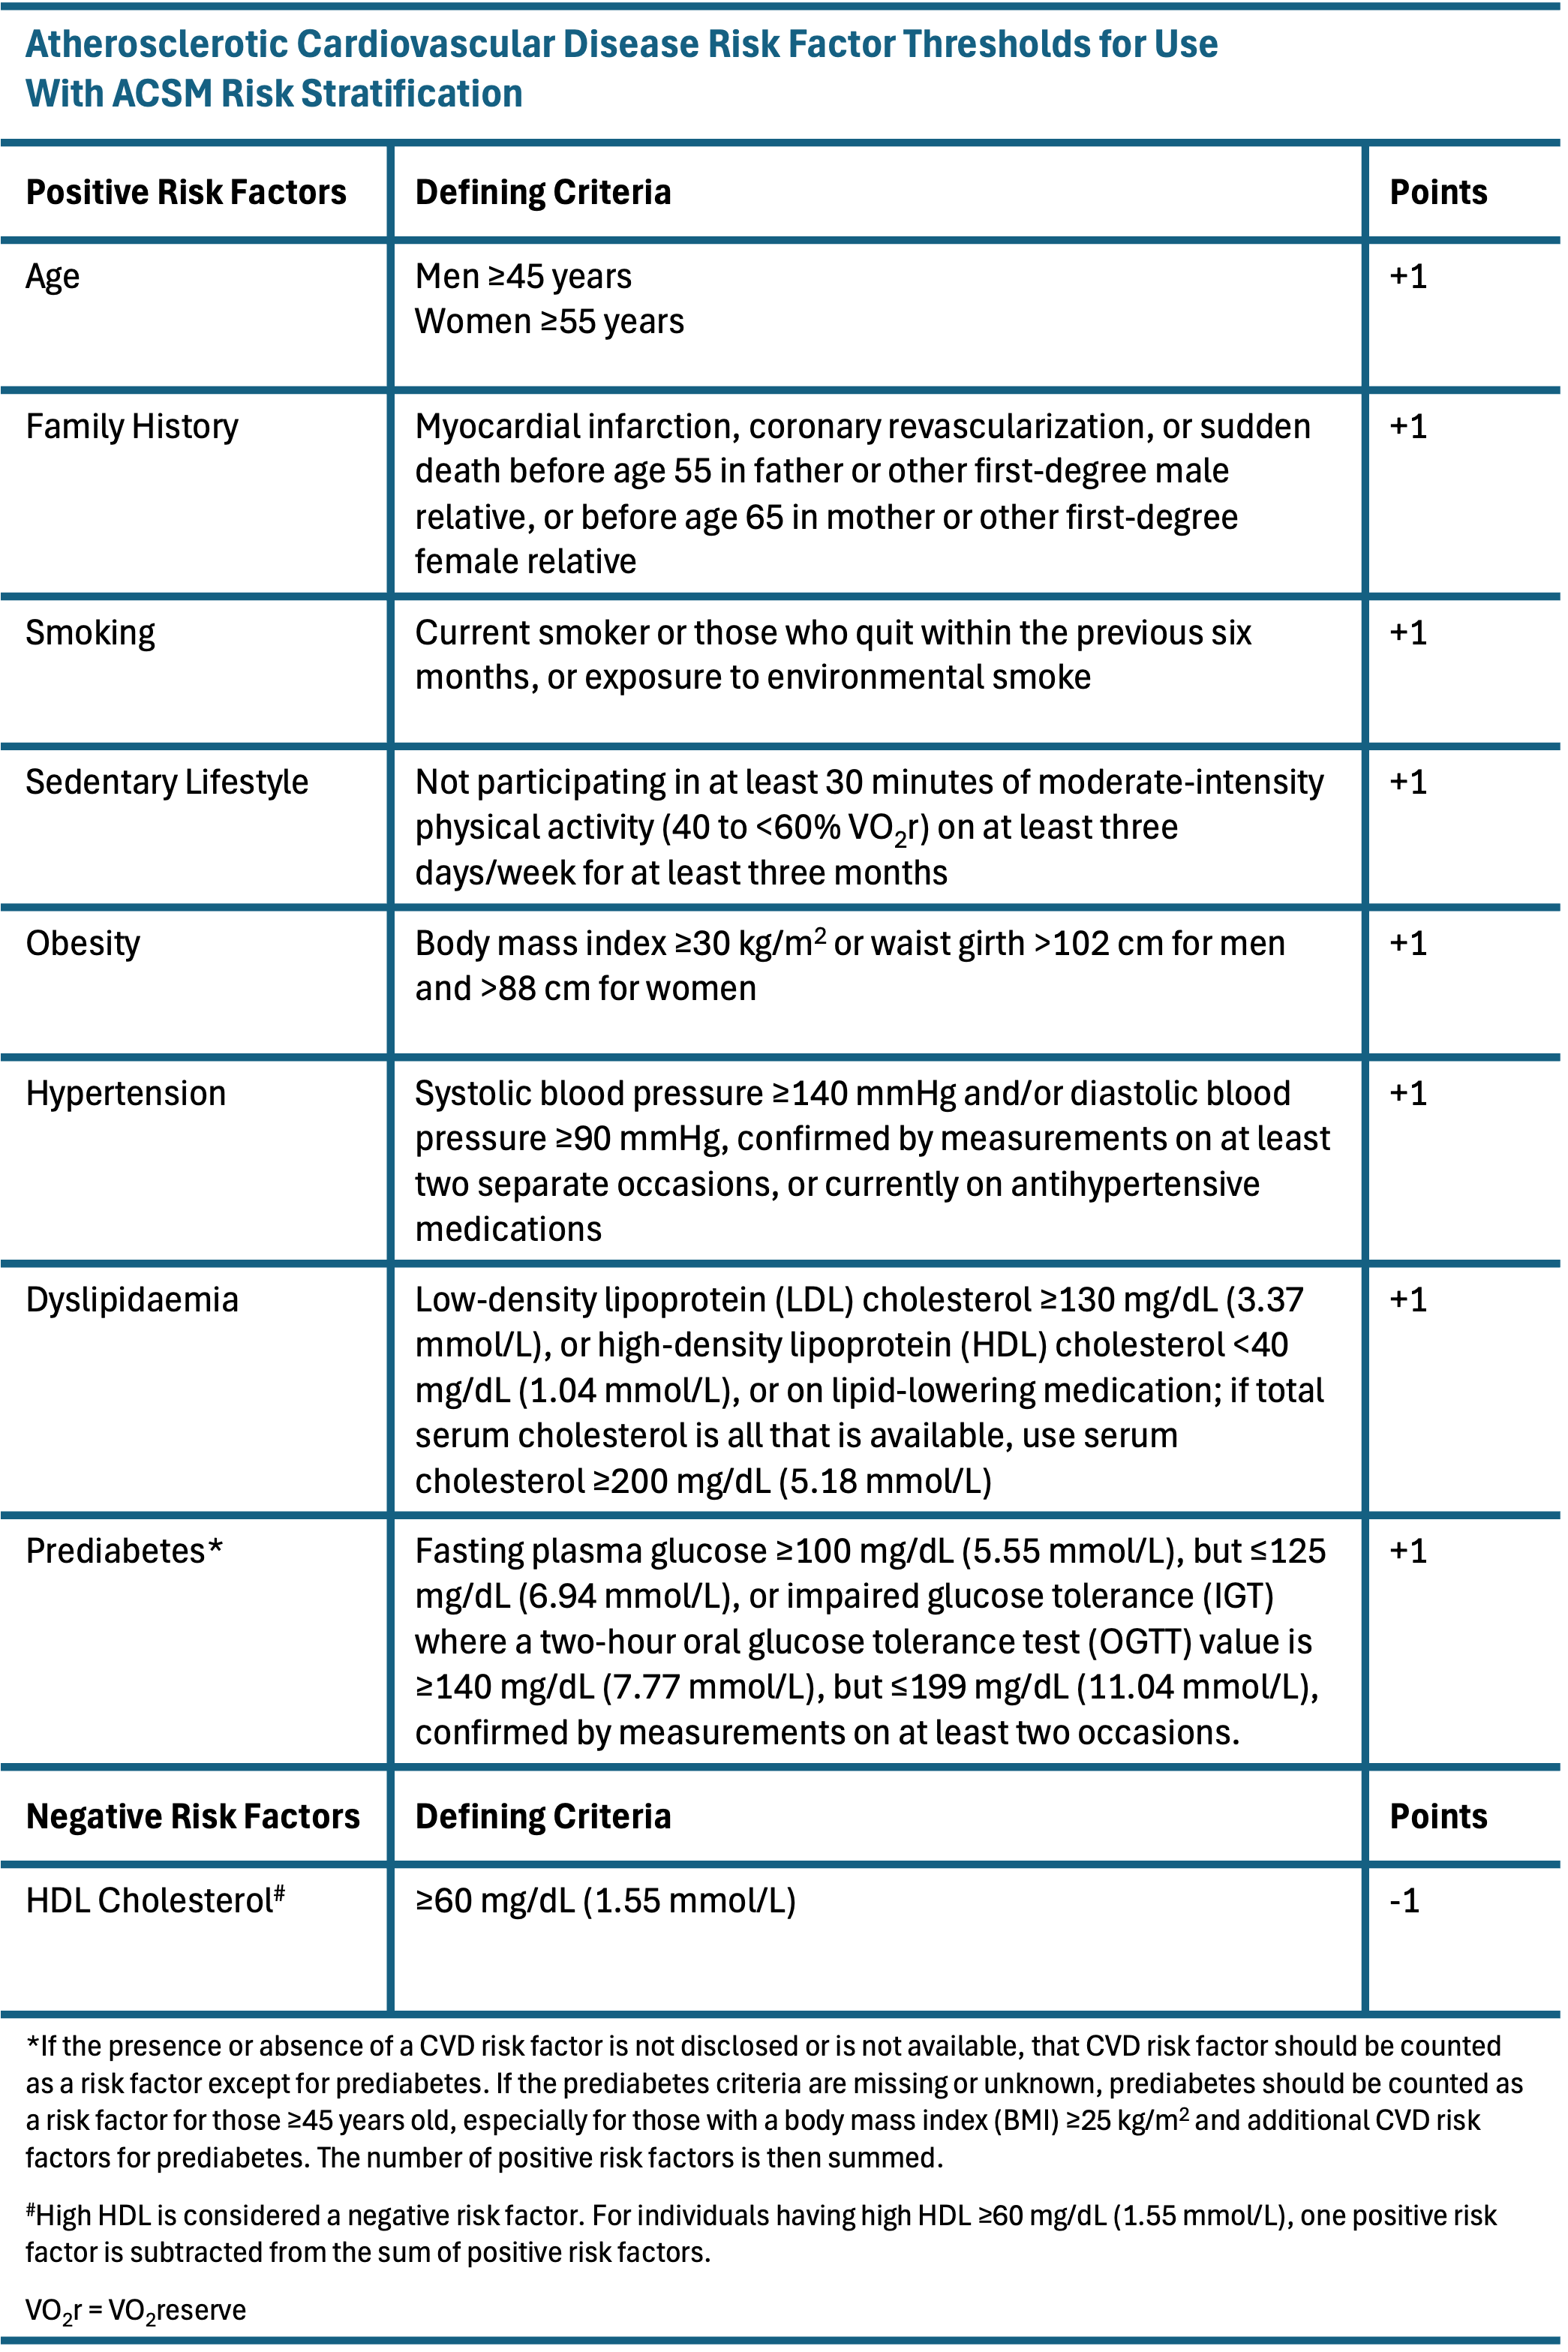 Atherosclerotic Cardiovascular Disease Risk Factor Thresholds for Use
With ACSM Risk Stratification
Positive Risk Factors
Defining Criteria
Points
Age
Men ≥45 years
Women ≥55 years
+1
Family History
Myocardial infarction, coronary revascularization, or sudden
death before age 55 in father or other first-degree male
relative, or before age 65 in mother or other first-degree
female relative
+1
Smoking
Current smoker or those who quit within the previous six
months, or exposure to environmental smoke
+1
Sedentary Lifestyle
Not participating in at least 30 minutes of moderate-intensity
physical activity (40 to <60% VO₂r) on at least three
days/week for at least three months
+1
Obesity
Body mass index ≥30 kg/m² or waist girth >102 cm for men
and >88 cm for women
+1
Hypertension
Systolic blood pressure ≥140 mmHg and/or diastolic blood
pressure ≥90 mmHg, confirmed by measurements on at least
two separate occasions, or currently on antihypertensive
medications
+1
Dyslipidaemia
Low-density lipoprotein (LDL) cholesterol ≥130 mg/dL (3.37
mmol/L), or high-density lipoprotein (HDL) cholesterol <40
mg/dL (1.04 mmol/L), or on lipid-lowering medication; if total
serum cholesterol is all that is available, use serum
cholesterol ≥200 mg/dL (5.18 mmol/L)
+1
Prediabetes*
Fasting plasma glucose ≥100 mg/dL (5.55 mmol/L), but ≤125
mg/dL (6.94 mmol/L), or impaired glucose tolerance (IGT)
where a two-hour oral glucose tolerance test (OGTT) value is
≥140 mg/dL (7.77 mmol/L), but ≤199 mg/dL (11.04 mmol/L),
confirmed by measurements on at least two occasions.
+1
Negative Risk Factors
Defining Criteria
Points
HDL Cholesterol#
≥60 mg/dL (1.55 mmol/L)
-1
*If the presence or absence of a CVD risk factor is not disclosed or is not available, that CVD risk factor should be counted
as a risk factor except for prediabetes. If the prediabetes criteria are missing or unknown, prediabetes should be counted as
a risk factor for those ≥45 years old, especially for those with a body mass index (BMI) ≥25 kg/m² and additional CVD risk
factors for prediabetes. The number of positive risk factors is then summed.
#High HDL is considered a negative risk factor. For individuals having high HDL ≥60 mg/dL (1.55 mmol/L), one positive risk
factor is subtracted from the sum of positive risk factors.
VO₂r = VO₂reserve